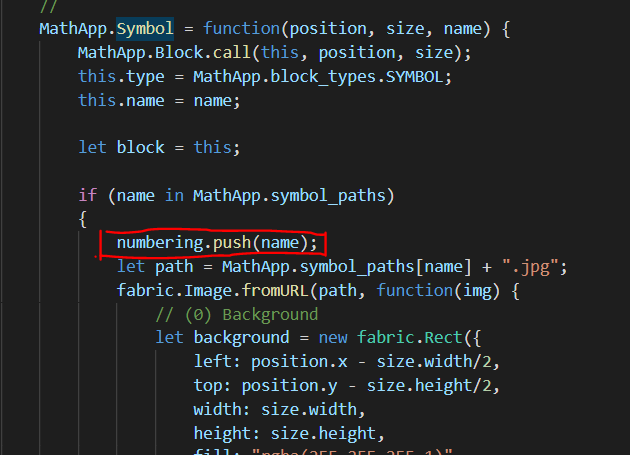 //
MathApp.Symbol = function(position, size, name) {
MathApp.Block.call(this, position, size);
this.type = MathApp.block_types.SYMBOL;
this.name = name;
let block = this;
if (name in MathApp.symbol_paths)
{
numbering.push(name);
let path = MathApp.symbol_paths[name] + ".jpg";
fabric.Image.fromURL(path, function(img) {
// (0) Background
let background = new fabric.Rect({
left: position.x - size.width/2,
top: position.y - size.height/2,
width: size.width,
height: size.height,
fill: "rgba(255,255,255,1)"